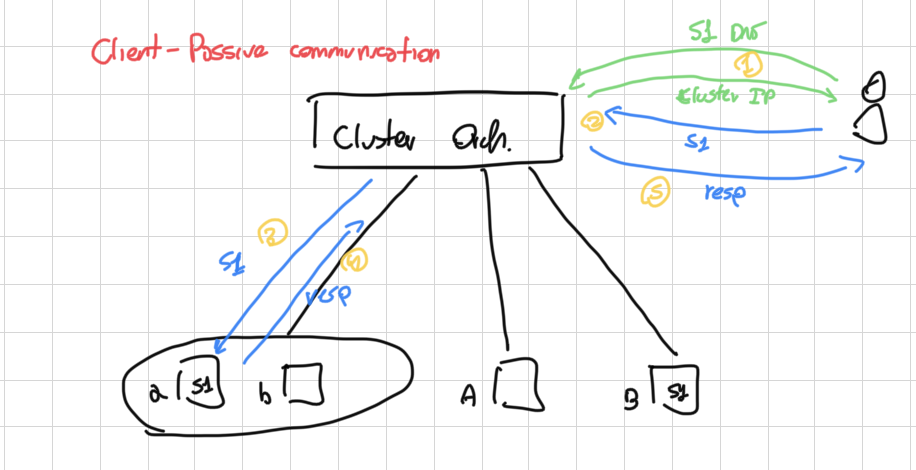 Client-Passive communication
S1 DNS
1
Cluster IP
Cluster Orch.
2
S1
5
resp
S1
4
resp
a S1 b
A
B S1